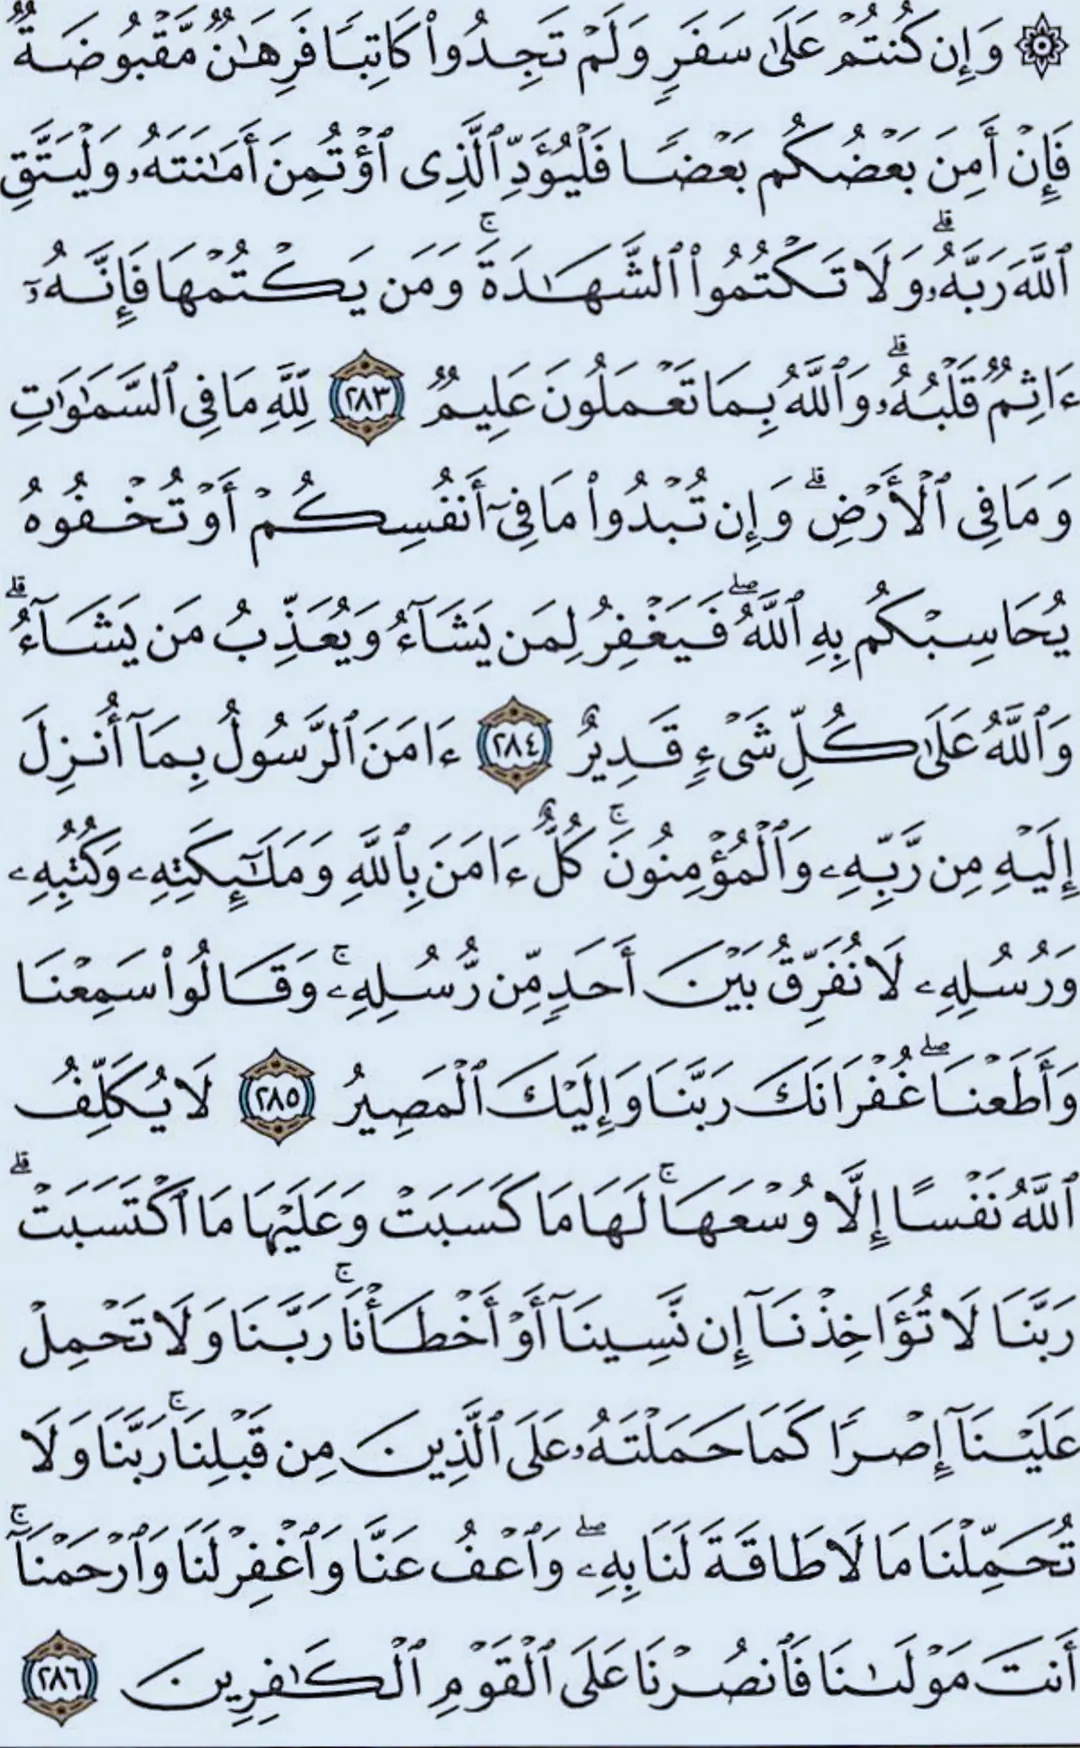 ۞ وَإِن كُنتُمْ عَلَىٰ سَفَرٍ وَلَمْ تَجِدُوا۟ كَاتِبًا فَرِهَـٰنٌ مَّقْبُوضَةٌ
فَإِنْ أَمِنَ بَعْضُكُم بَعْضًا فَلْيُؤَدِّ ٱلَّذِى ٱؤْتُمِنَ أَمَـٰنَتَهُۥ وَلْيَتَّقِ
ٱللَّهَ رَبَّهُۥ ۗ وَلَا تَكْتُمُوا۟ ٱلشَّهَـٰدَةَ ۚ وَمَن يَكْتُمْهَا فَإِنَّهُۥٓ
ءَاثِمٌ قَلْبُهُۥ ۗ وَٱللَّهُ بِمَا تَعْمَلُونَ عَلِيمٌ ٢٨٣ لِّلَّهِ مَا فِى ٱلسَّمَـٰوَٰتِ
وَمَا فِى ٱلْأَرْضِ ۗ وَإِن تُبْدُوا۟ مَا فِىٓ أَنفُسِكُمْ أَوْ تُخْفُوهُ
يُحَاسِبْكُم بِهِ ٱللَّهُ ۖ فَيَغْفِرُ لِمَن يَشَآءُ وَيُعَذِّبُ مَن يَشَآءُ ۗ
وَٱللَّهُ عَلَىٰ كُلِّ شَىْءٍ قَدِيرٌ ٢٨٤ ءَامَنَ ٱلرَّسُولُ بِمَآ أُنزِلَ
إِلَيْهِ مِن رَّبِّهِۦ وَٱلْمُؤْمِنُونَ ۚ كُلٌّ ءَامَنَ بِٱللَّهِ وَمَلَـٰٓئِكَتِهِۦ وَكُتُبِهِۦ
وَرُسُلِهِۦ لَا نُفَرِّقُ بَيْنَ أَحَدٍ مِّن رُّسُلِهِۦ ۚ وَقَالُوا۟ سَمِعْنَا
وَأَطَعْنَا ۖ غُفْرَانَكَ رَبَّنَا وَإِلَيْكَ ٱلْمَصِيرُ ٢٨٥ لَا يُكَلِّفُ
ٱللَّهُ نَفْسًا إِلَّا وُسْعَهَا ۚ لَهَا مَا كَسَبَتْ وَعَلَيْهَا مَا ٱكْتَسَبَتْ ۗ
رَبَّنَا لَا تُؤَاخِذْنَآ إِن نَّسِينَآ أَوْ أَخْطَأْنَا ۚ رَبَّنَا وَلَا تَحْمِلْ
عَلَيْنَآ إِصْرًا كَمَا حَمَلْتَهُۥ عَلَى ٱلَّذِينَ مِن قَبْلِنَا ۚ رَبَّنَا وَلَا
تُحَمِّلْنَا مَا لَا طَاقَةَ لَنَا بِهِۦ ۖ وَٱعْفُ عَنَّا وَٱغْفِرْ لَنَا وَٱرْحَمْنَآ ۚ
أَنتَ مَوْلَىٰنَا فَٱنصُرْنَا عَلَى ٱلْقَوْمِ ٱلْكَـٰفِرِينَ ٢٨٦